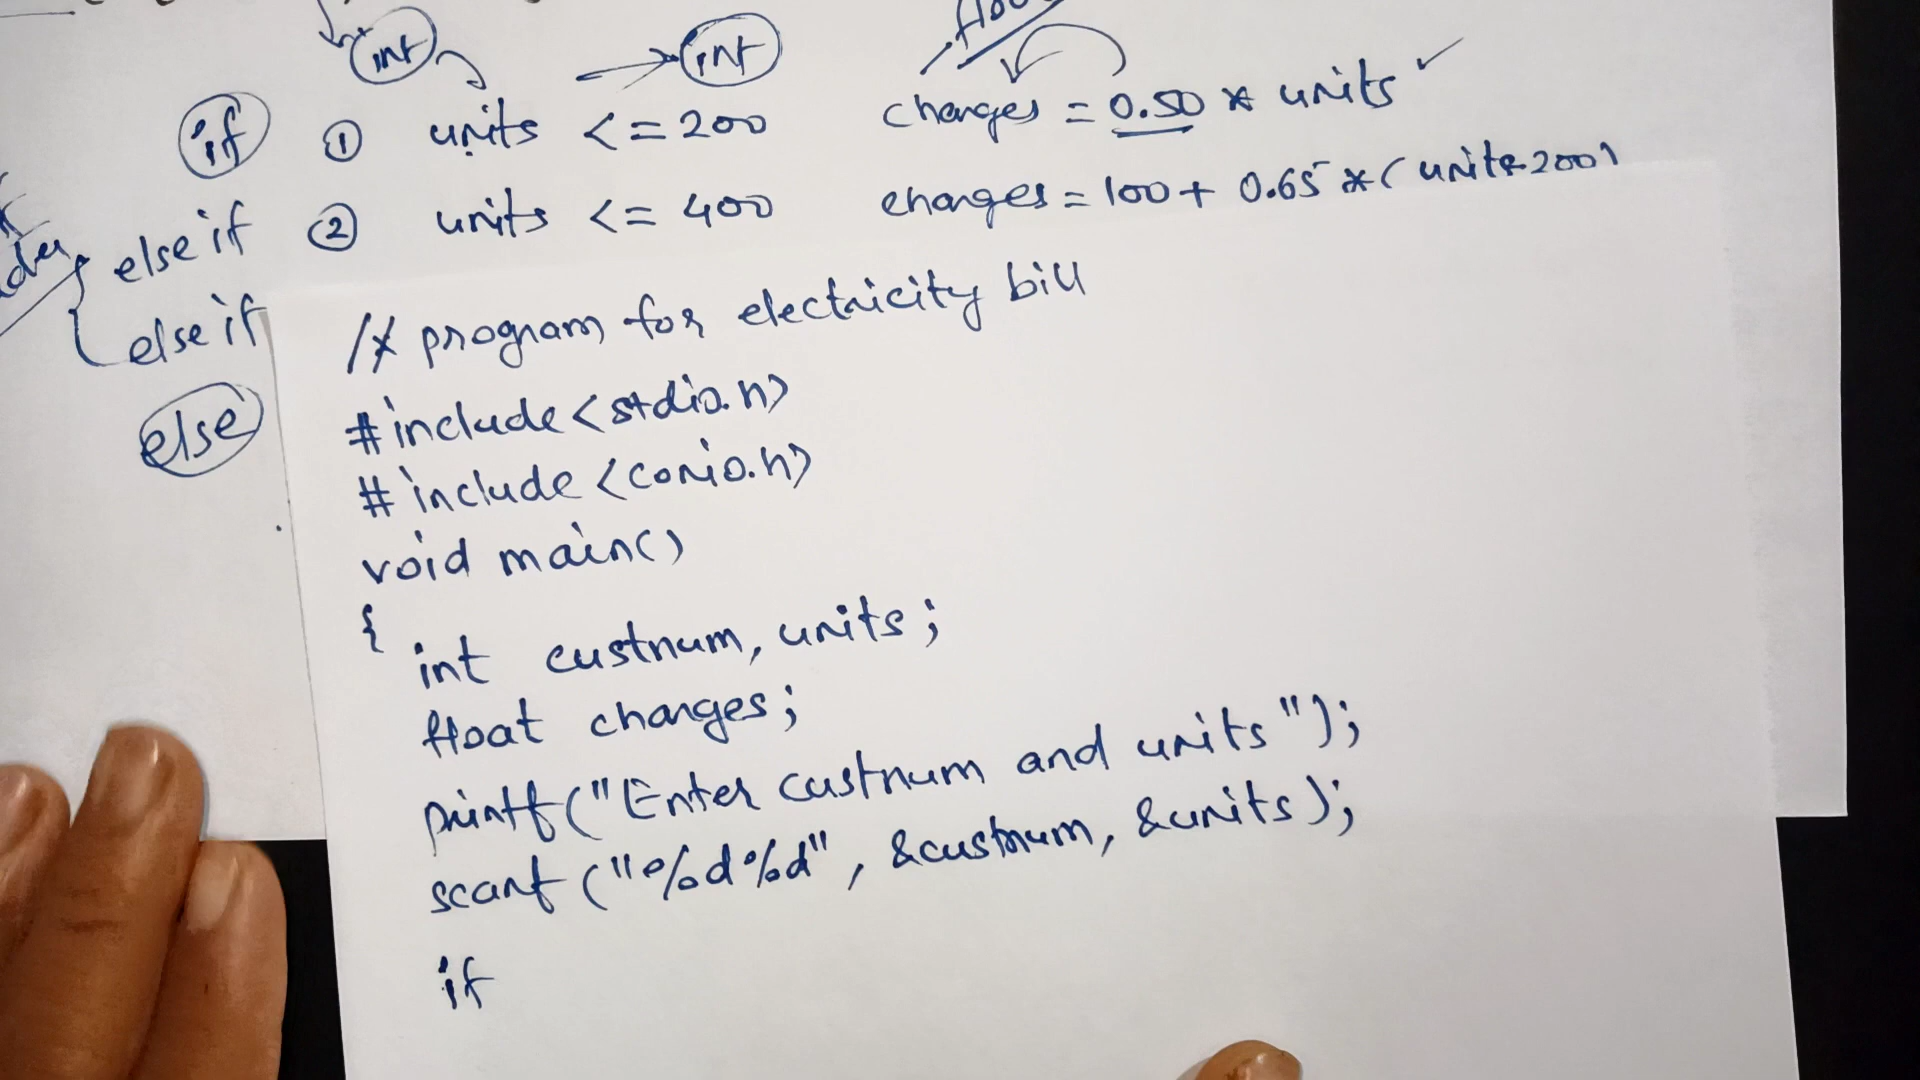 int int
if ① units <= 200 charges = 0.50 * units ✓
else if ② units <= 400 charges = 100 + 0.65 * (units-200)
else if
else
/* program for electricity bill
#include <stdio.h>
#include <conio.h>
void main()
{
int custnum, units;
float charges;
printf("Enter custnum and units");
scanf("%d%d", &custnum, &units);
if